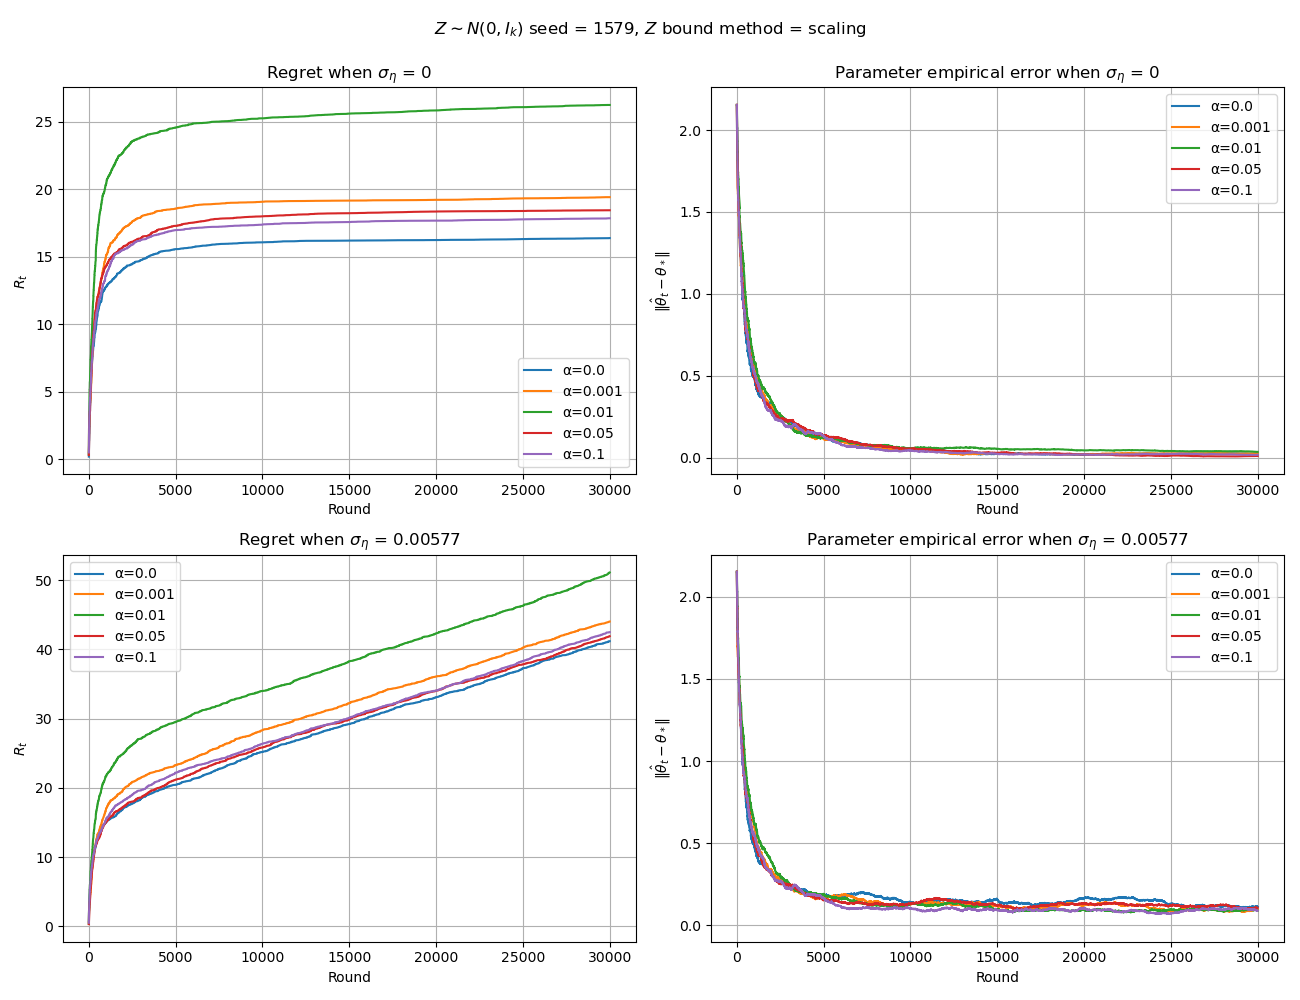 Z ~ N(0, I_k) seed = 1579, Z bound method = scaling
Regret when σ_η = 0
R_t
25
20
15
10
5
0
0 5000 10000 15000 20000 25000 30000
Round
α=0.0
α=0.001
α=0.01
α=0.05
α=0.1
Parameter empirical error when σ_η = 0
‖θ̂_t − θ_*‖
2.0
1.5
1.0
0.5
0.0
0 5000 10000 15000 20000 25000 30000
Round
α=0.0
α=0.001
α=0.01
α=0.05
α=0.1
Regret when σ_η = 0.00577
R_t
50
40
30
20
10
0
0 5000 10000 15000 20000 25000 30000
Round
α=0.0
α=0.001
α=0.01
α=0.05
α=0.1
Parameter empirical error when σ_η = 0.00577
‖θ̂_t − θ_*‖
2.0
1.5
1.0
0.5
0.0
0 5000 10000 15000 20000 25000 30000
Round
α=0.0
α=0.001
α=0.01
α=0.05
α=0.1